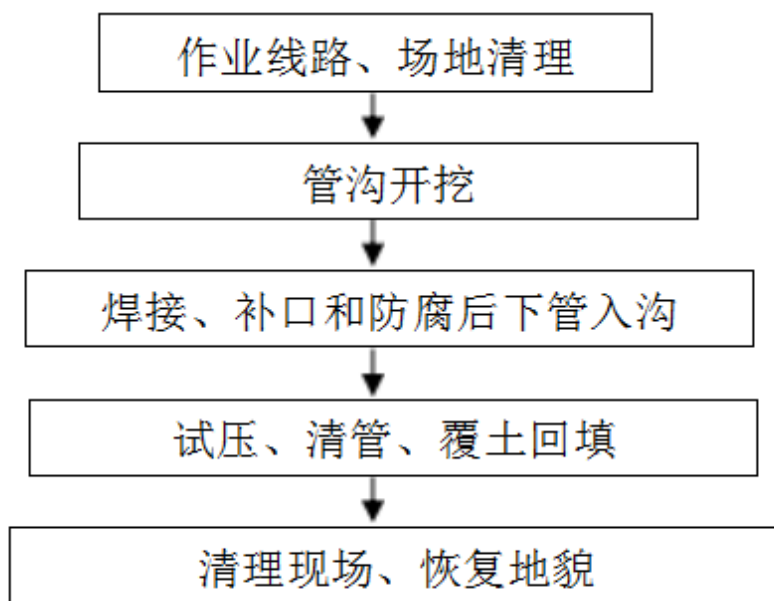 作业线路、场地清理
管沟开挖
焊接、补口和防腐后下管入沟
试压、清管、覆土回填
清理现场、恢复地貌